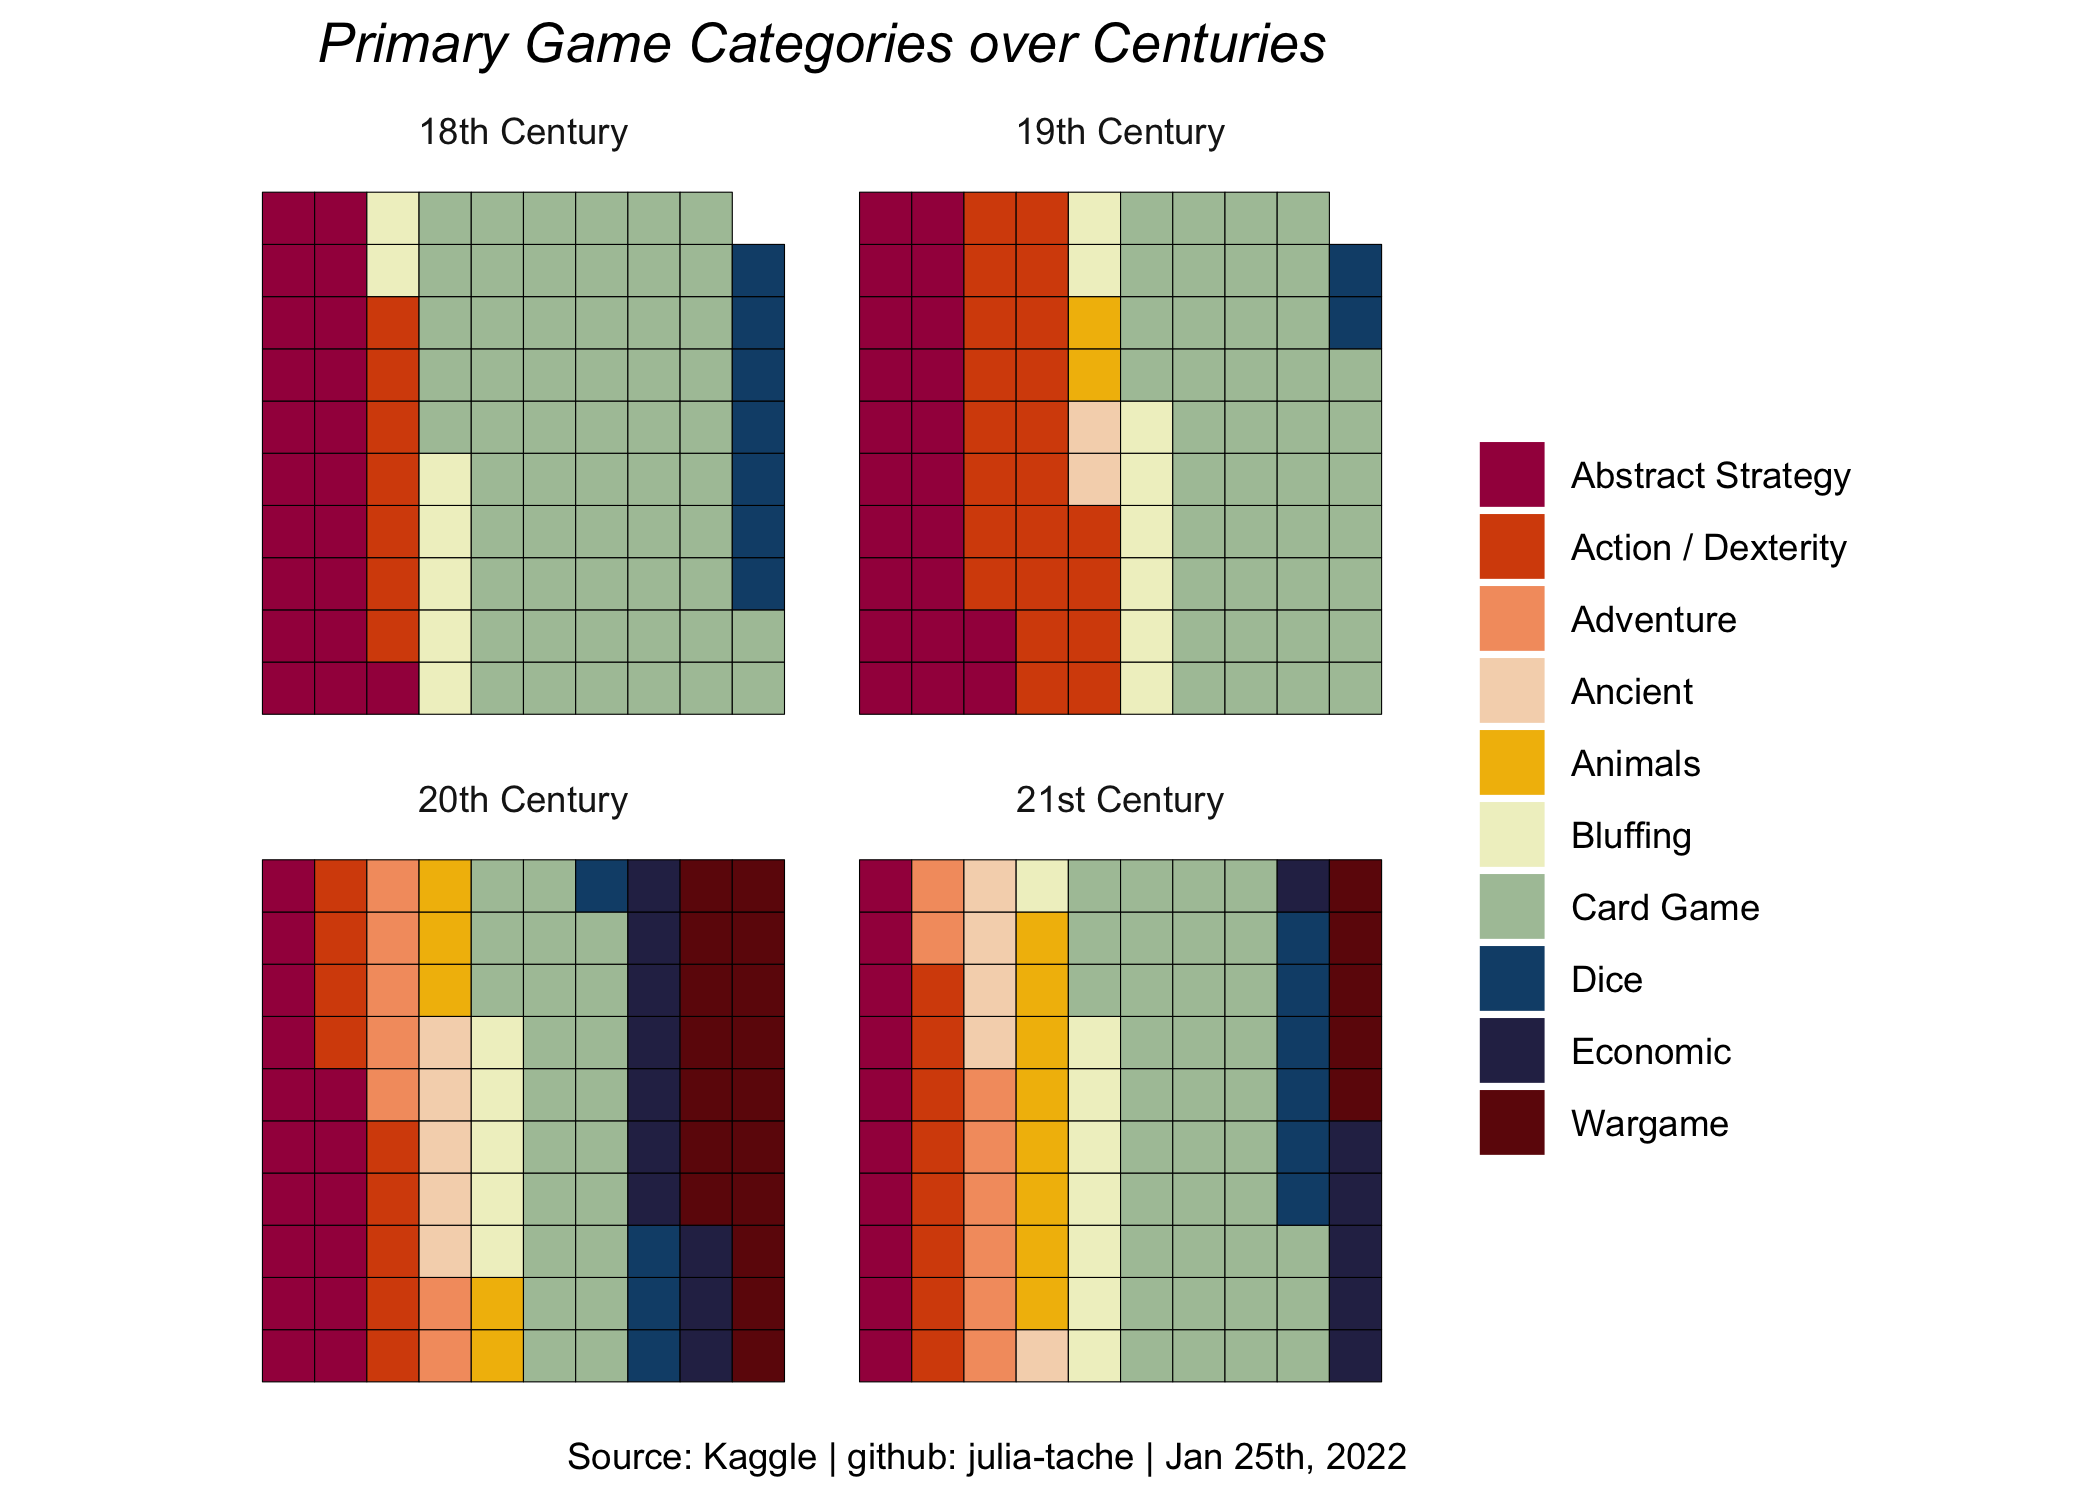 Primary Game Categories over Centuries
18th Century
19th Century
20th Century
21st Century
Abstract Strategy
Action / Dexterity
Adventure
Ancient
Animals
Bluffing
Card Game
Dice
Economic
Wargame
Source: Kaggle | github: julia-tache | Jan 25th, 2022